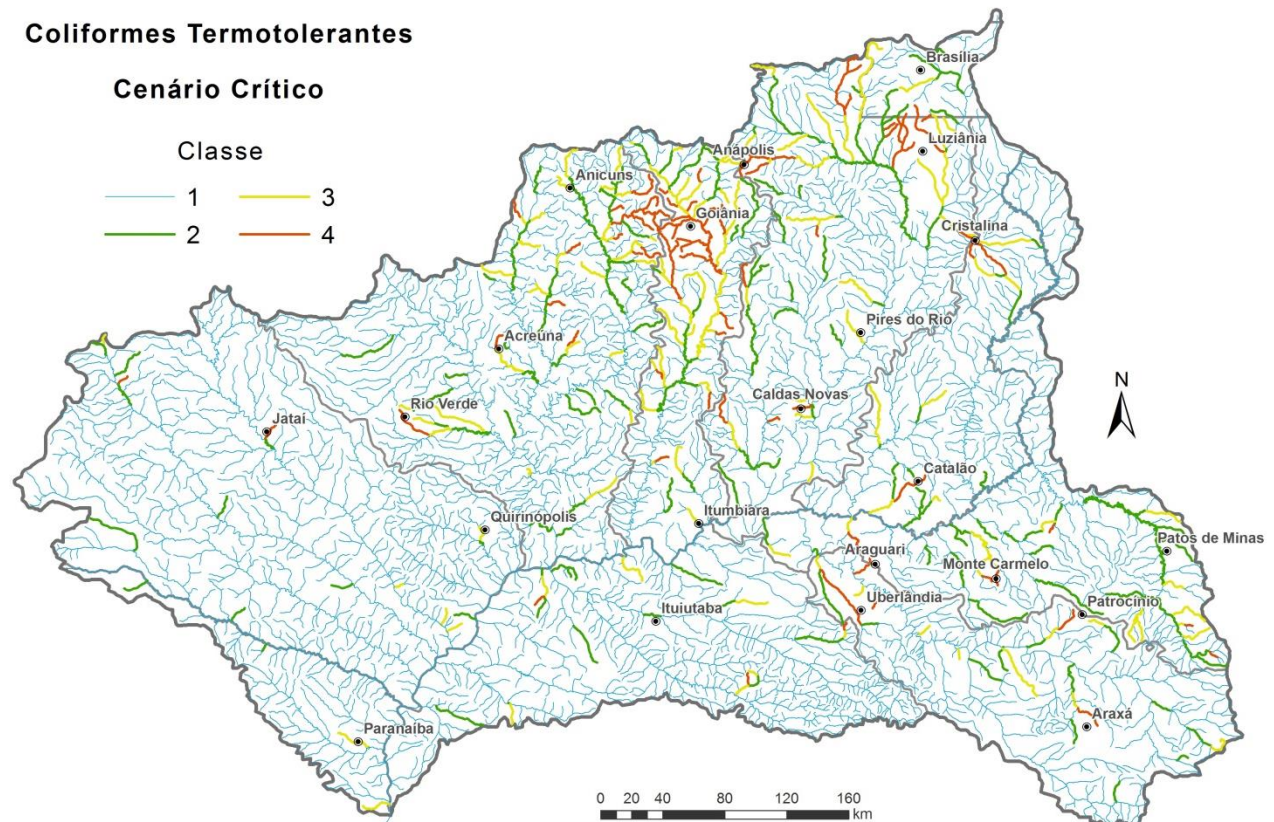 Coliformes Termotolerantes
Cenário Crítico
Classe
1
3
2
4
Brasília
Luziânia
Anápolis
Anicuns
Goiânia
Cristalina
Pires do Rio
Acreúna
Caldas Novas
Rio Verde
Jataí
N
Catalão
Quirinópolis
Itumbiara
Patos de Minas
Araguari
Monte Carmelo
Uberlândia
Ituiutaba
Patrocínio
Araxá
Paranaíba
0 20 40 80 120 160
km